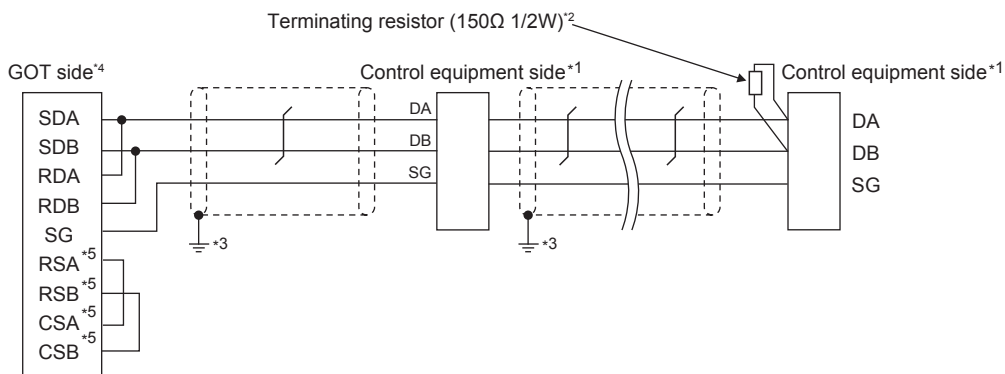 Terminating resistor (150Ω 1/2W)*2
GOT side*4
Control equipment side*1
Control equipment side*1
SDA
DA
DA
SDB
DB
DB
RDA
SG
SG
RDB
SG
*3
*3
RSA*5
RSB*5
CSA*5
CSB*5